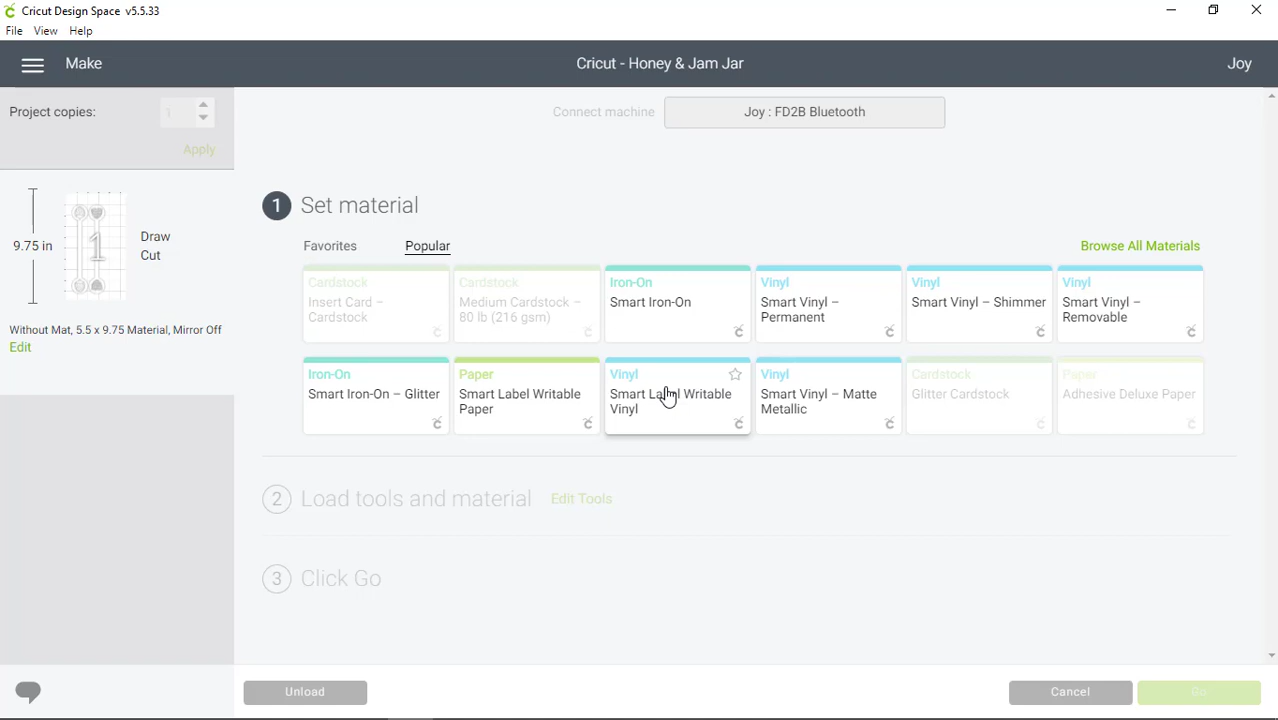 Cricut Design Space v5.5.33
File View Help
Make
Cricut - Honey & Jam Jar
Joy
Project copies:
1
Apply
Connect machine
Joy : FD2B Bluetooth
9.75 in
1
Draw
Cut
Without Mat, 5.5 x 9.75 Material, Mirror Off
Edit
1 Set material
Favorites
Popular
Browse All Materials
Cardstock
Insert Card –
Cardstock
Cardstock
Medium Cardstock –
80 lb (216 gsm)
Iron-On
Smart Iron-On
Vinyl
Smart Vinyl –
Permanent
Vinyl
Smart Vinyl – Shimmer
Vinyl
Smart Vinyl –
Removable
Iron-On
Smart Iron-On – Glitter
Paper
Smart Label Writable
Paper
Vinyl
Smart Label Writable
Vinyl
Vinyl
Smart Vinyl – Matte
Metallic
Cardstock
Glitter Cardstock
Paper
Adhesive Deluxe Paper
2 Load tools and material Edit Tools
3 Click Go
Unload
Cancel
Go